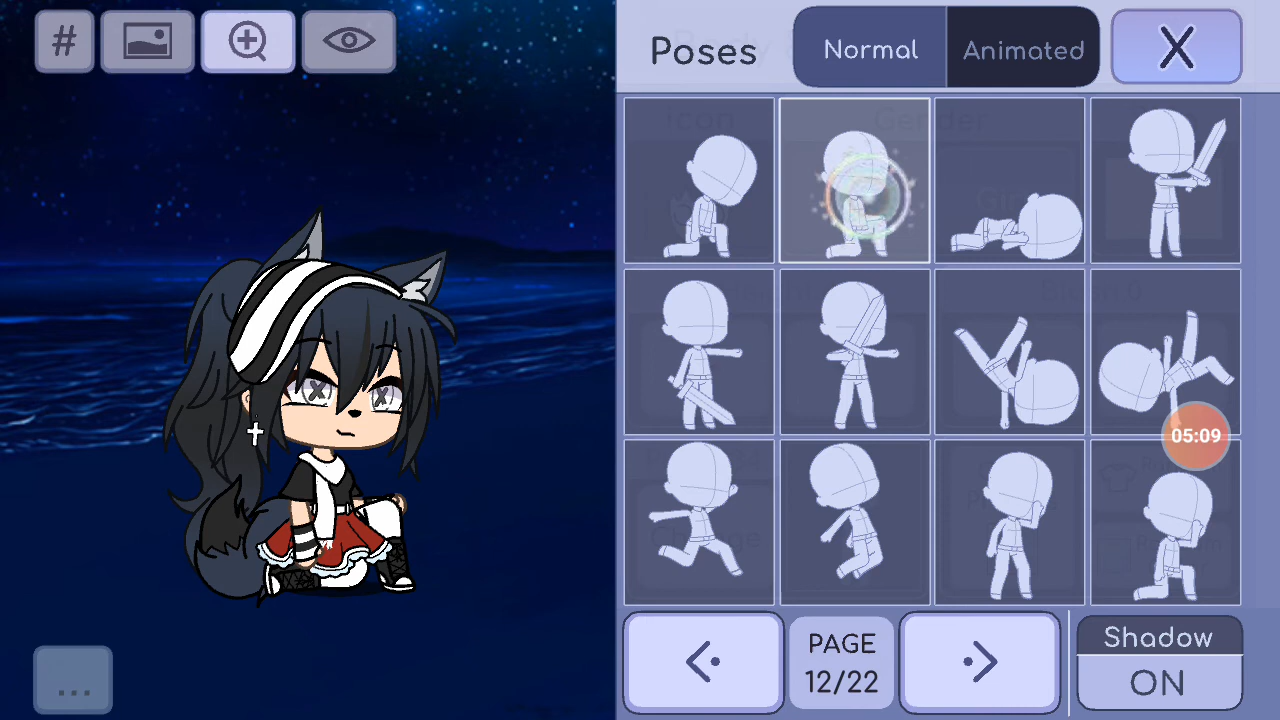 #
Poses
Normal
Animated
X
05:09
PAGE
12/22
Shadow
ON
...